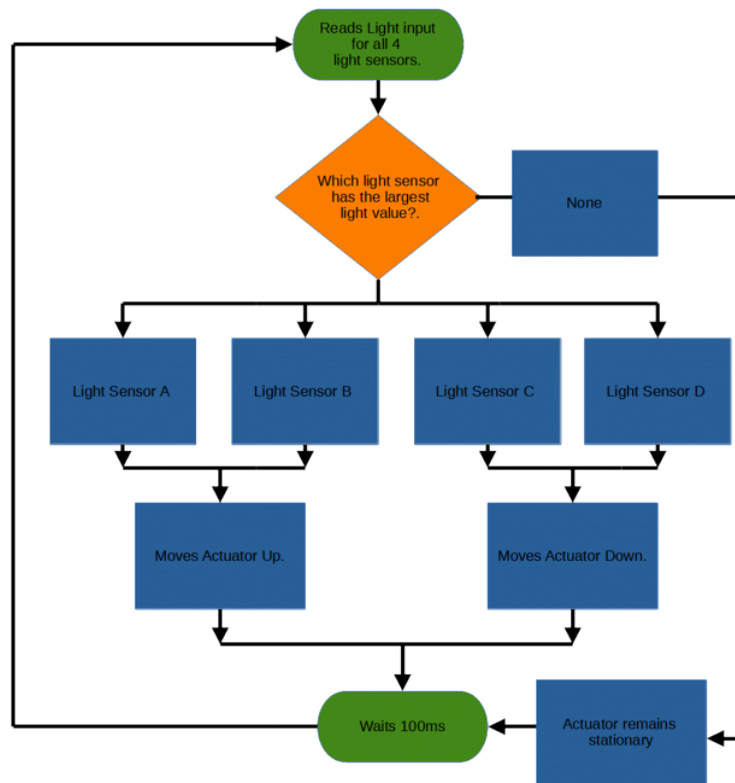 Reads Light input
for all 4
light sensors.
Which light sensor
has the largest
light value?.
None
Light Sensor A
Light Sensor B
Light Sensor C
Light Sensor D
Moves Actuator Up.
Moves Actuator Down.
Waits 100ms
Actuator remains
stationary